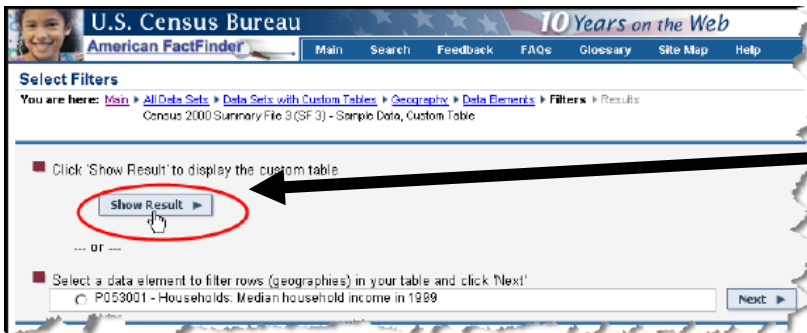 U.S. Census Bureau
10 Years on the Web
American FactFinder
Main Search Feedback FAQs Glossary Site Map Help
Select Filters
You are here: Main ▶ All Data Sets ▶ Data Sets with Custom Tables ▶ Geography ▶ Data Elements ▶ Filters ▶ Results
Census 2000 Summary File 3 (SF 3) - Sample Data, Custom Table
Click 'Show Result' to display the custom table
Show Result ▶
--- or ---
Select a data element to filter rows (geographies) in your table and click 'Next'
P053001 - Households: Median household income in 1999
Next ▶